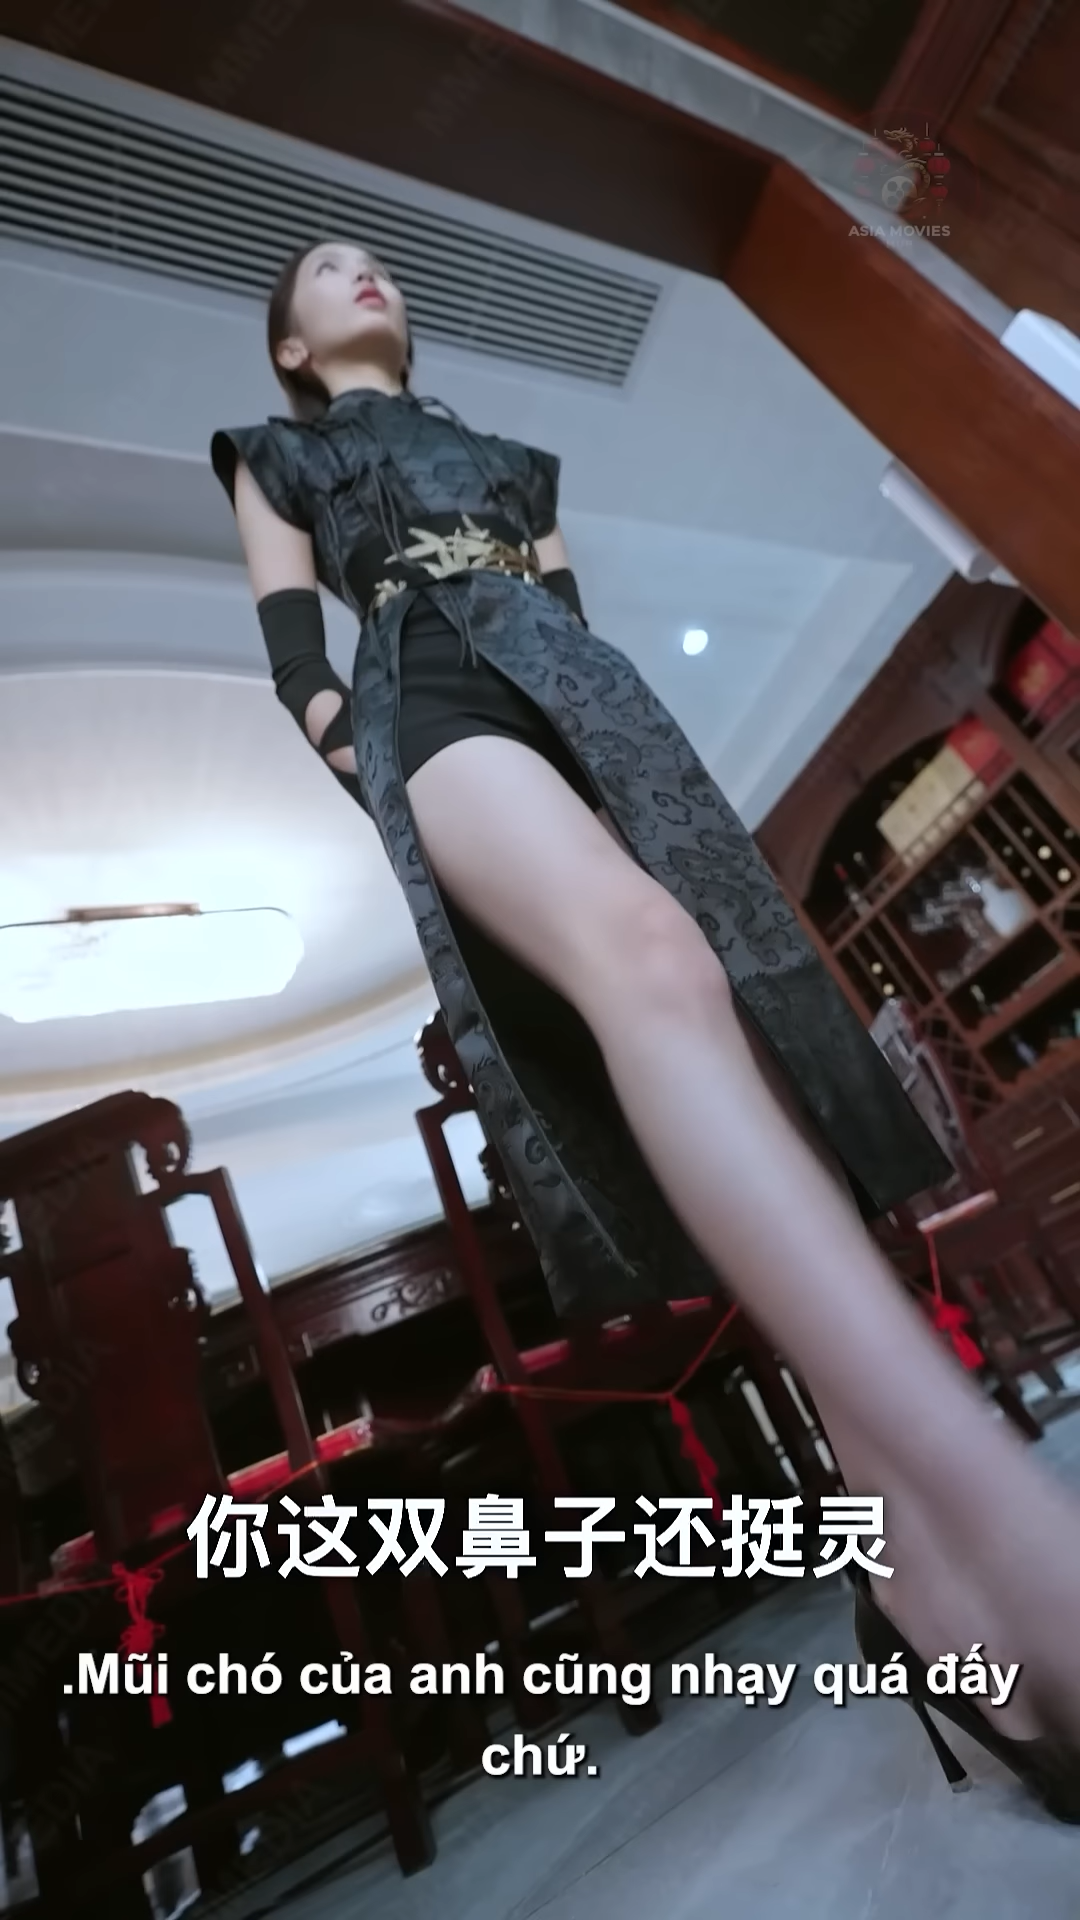 ASIA MOVIES
你这双鼻子还挺灵
.Mũi chó của anh cũng nhạy quá đấy
chứ.